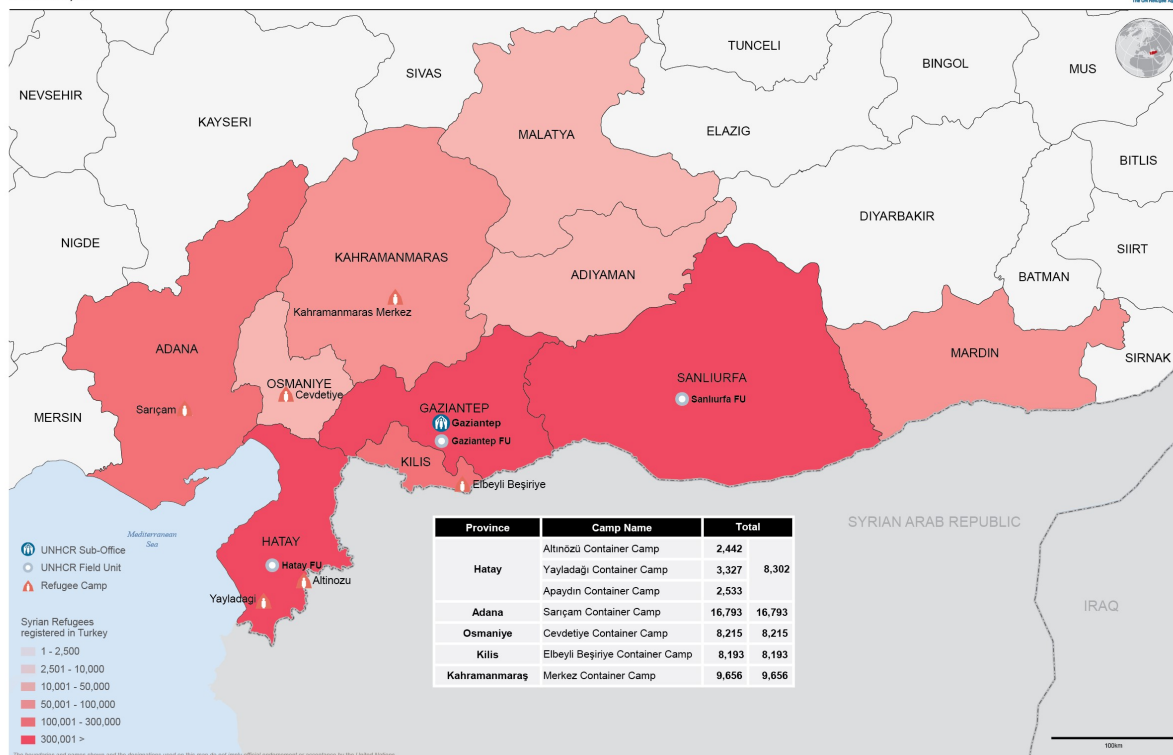 TUNCELI
BINGOL
MUS
SIVAS
NEVSEHIR
KAYSERI
MALATYA
ELAZIG
BITLIS
DIYARBAKIR
NIGDE
SIIRT
KAHRAMANMARAS
ADIYAMAN
BATMAN
Kahramanmaras Merkez
ADANA
MARDIN
SIRNAK
OSMANIYE
Cevdetiye
SANLIURFA
Sanlıurfa FU
MERSIN
Sarıçam
GAZIANTEP
Gaziantep
Gaziantep FU
KILIS
Elbeyli Beşiriye
SYRIAN ARAB REPUBLIC
IRAQ
Mediterranean
Sea
HATAY
Hatay FU
Altinozu
Yayladagi
UNHCR Sub-Office
UNHCR Field Unit
Refugee Camp
Syrian Refugees
registered in Turkey
1 - 2,500
2,501 - 10,000
10,001 - 50,000
50,001 - 100,000
100,001 - 300,000
300,001 >
Province Camp Name Total
Hatay Altınözü Container Camp 2,442 8,302
Yayladağı Container Camp 3,327
Apaydın Container Camp 2,533
Adana Sarıçam Container Camp 16,793 16,793
Osmaniye Cevdetiye Container Camp 8,215 8,215
Kilis Elbeyli Beşiriye Container Camp 8,193 8,193
Kahramanmaraş Merkez Container Camp 9,656 9,656
100km